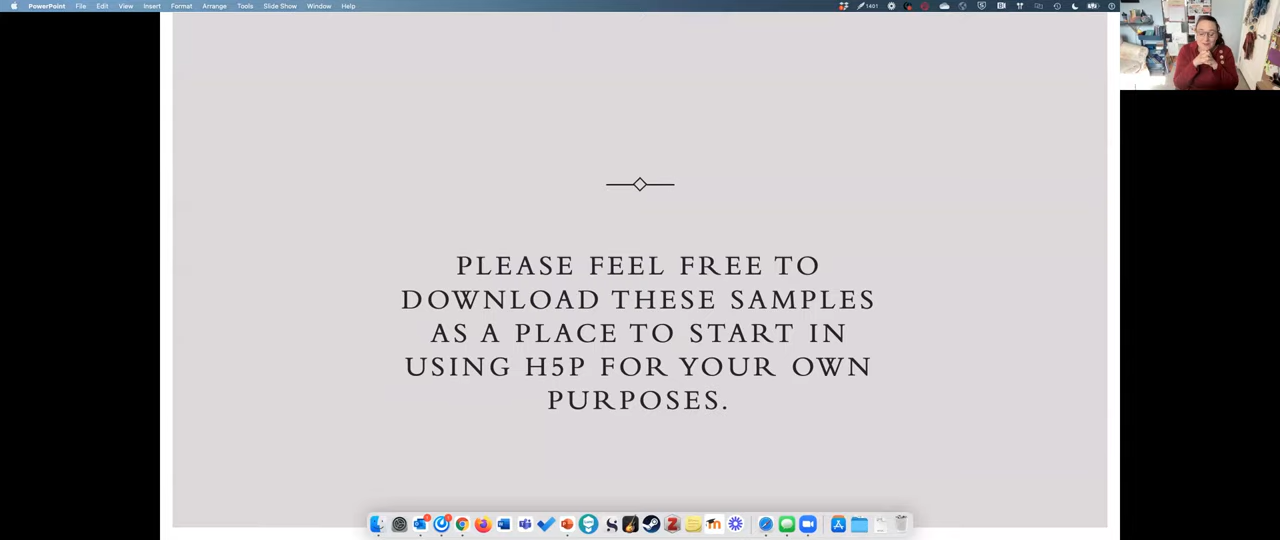 PowerPoint File Edit View Insert Format Arrange Tools Slide Show Window Help 1401
PLEASE FEEL FREE TO
DOWNLOAD THESE SAMPLES
AS A PLACE TO START IN
USING H5P FOR YOUR OWN
PURPOSES.